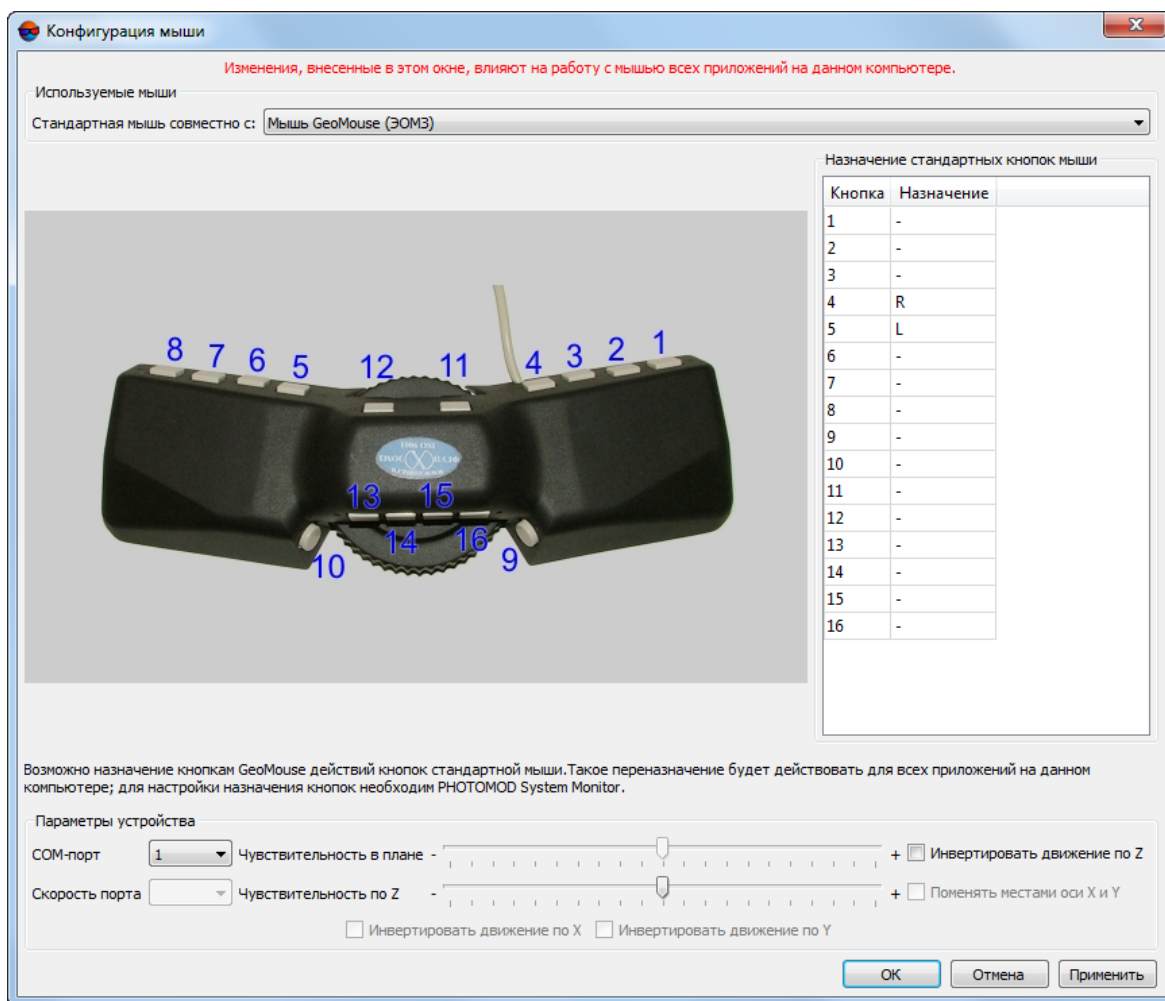 Конфигурация мыши
Изменения, внесенные в этом окне, влияют на работу с мышью всех приложений на данном компьютере.
Используемые мыши
Стандартная мышь совместно с: Мышь GeoMouse (ЭОМЗ)
Назначение стандартных кнопок мыши
Кнопка Назначение
1 -
2 -
3 -
4 R
5 L
6 -
7 -
8 -
9 -
10 -
11 -
12 -
13 -
14 -
15 -
16 -
8 7 6 5 12 11 4 3 2 1
13 15
14 16
10 9
Возможно назначение кнопкам GeoMouse действий кнопок стандартной мыши.Такое переназначение будет действовать для всех приложений на данном
компьютере; для настройки назначения кнопок необходим PHOTOMOD System Monitor.
Параметры устройства
COM-порт 1 Чувствительность в плане - + Инвертировать движение по Z
Скорость порта Чувствительность по Z - + Поменять местами оси X и Y
Инвертировать движение по X Инвертировать движение по Y
OK Отмена Применить